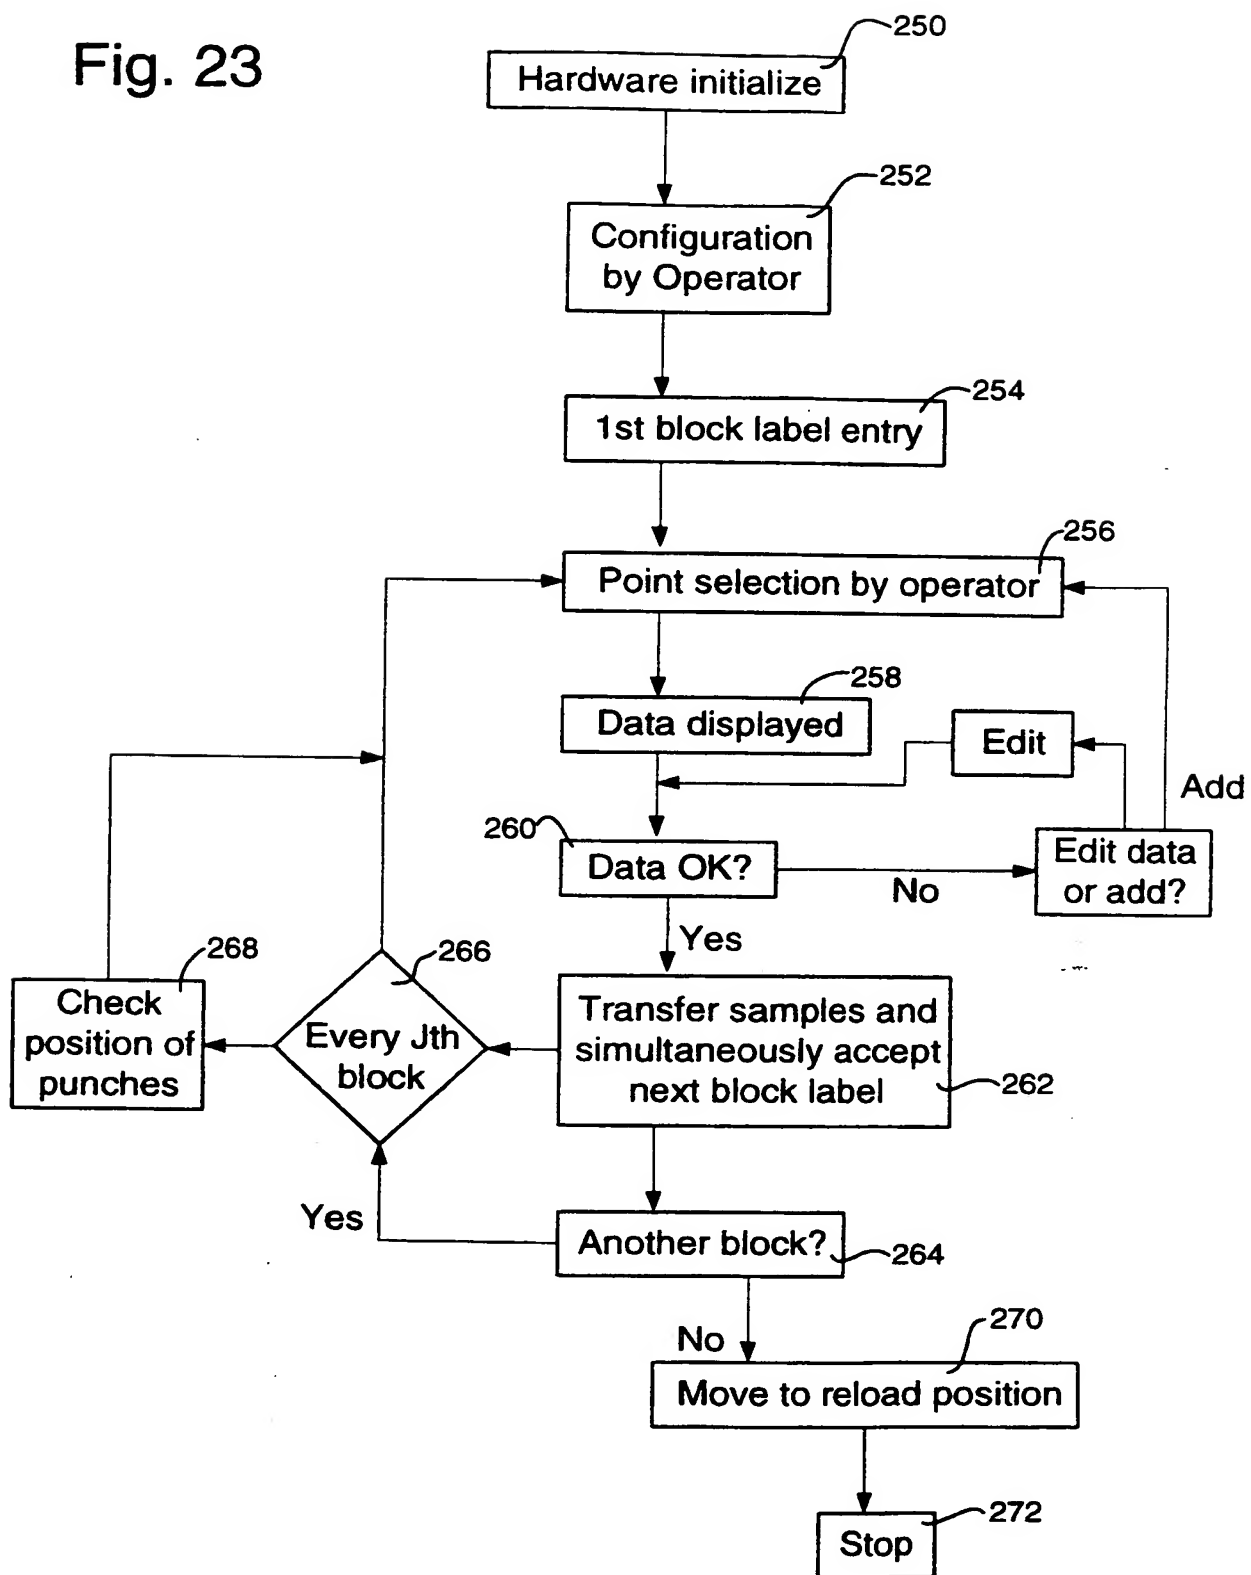 Fig. 23
250
Hardware initialize
252
Configuration
by Operator
254
1st block label entry
256
Point selection by operator
258
Data displayed
Edit
Add
260
Data OK?
No
Edit data
or add?
Yes
268
Check
position of
punches
266
Every Jth
block
Transfer samples and
simultaneously accept
next block label
262
Yes
Another block?
264
No
270
Move to reload position
272
Stop